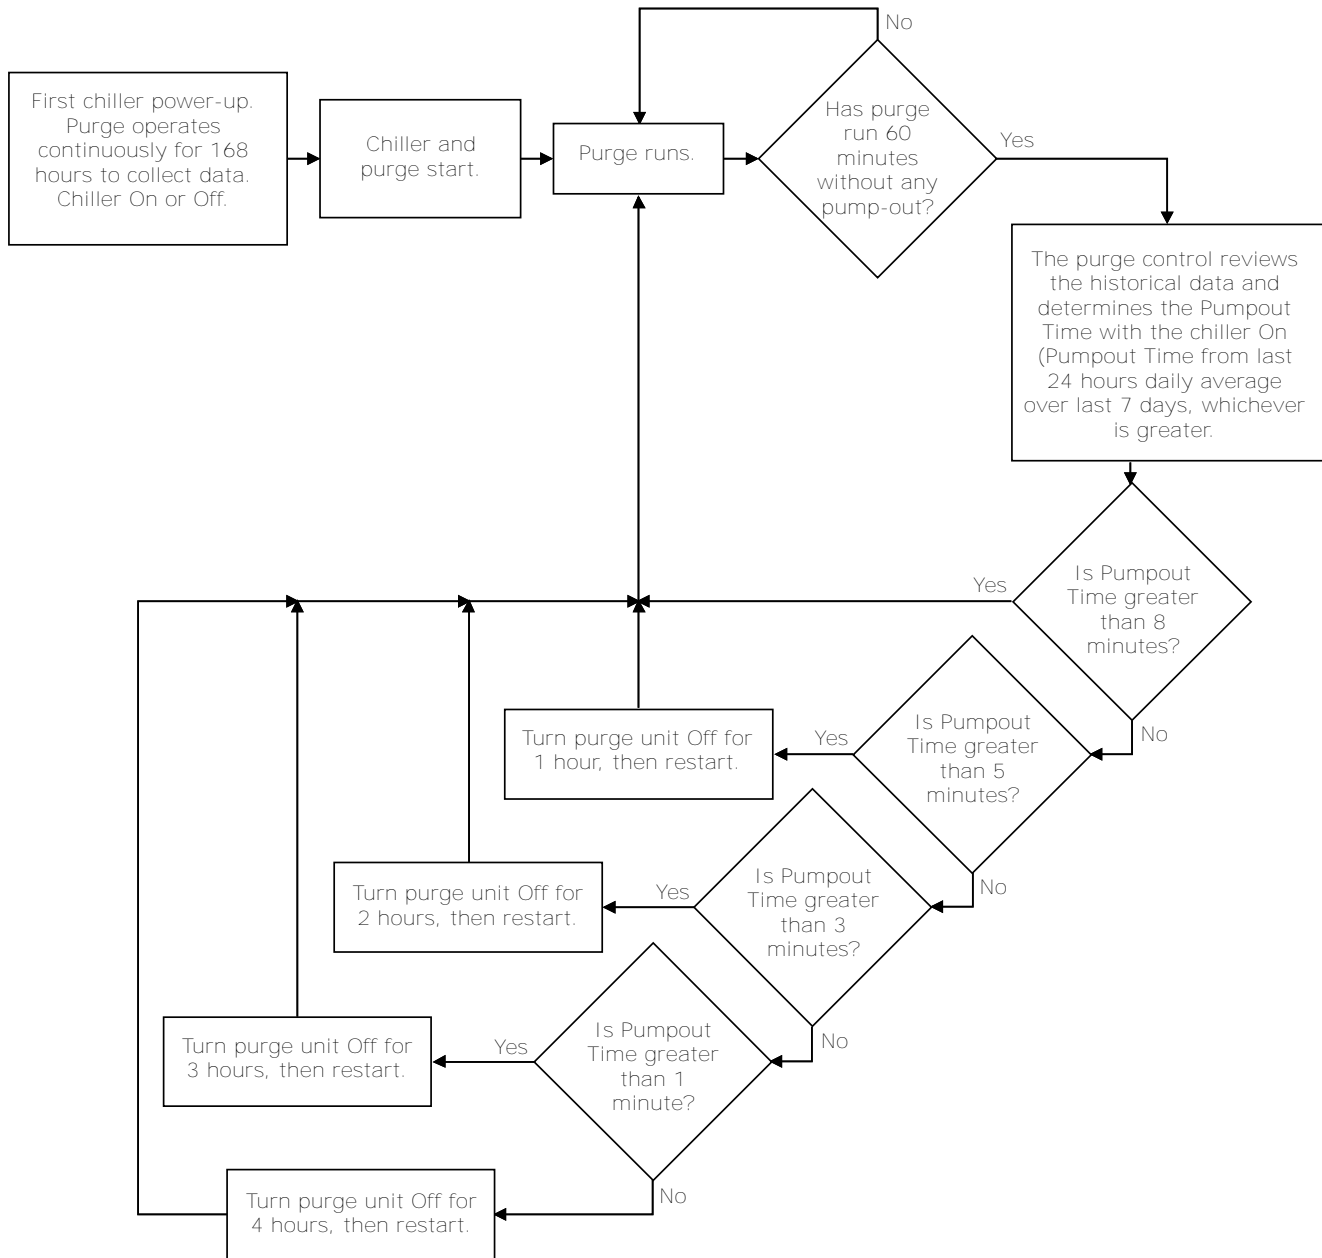 No
First chiller power-up.
Purge operates
continuously for 168
hours to collect data.
Chiller On or Off.
Chiller and
purge start.
Purge runs.
Has purge
run 60
minutes
without any
pump-out?
Yes
The purge control reviews
the historical data and
determines the Pumpout
Time with the chiller On
(Pumpout Time from last
24 hours daily average
over last 7 days, whichever
is greater.
Is Pumpout
Time greater
than 8
minutes?
Yes
No
Is Pumpout
Time greater
than 5
minutes?
Yes
Turn purge unit Off for
1 hour, then restart.
No
Is Pumpout
Time greater
than 3
minutes?
Yes
Turn purge unit Off for
2 hours, then restart.
No
Is Pumpout
Time greater
than 1
minute?
Yes
Turn purge unit Off for
3 hours, then restart.
No
Turn purge unit Off for
4 hours, then restart.